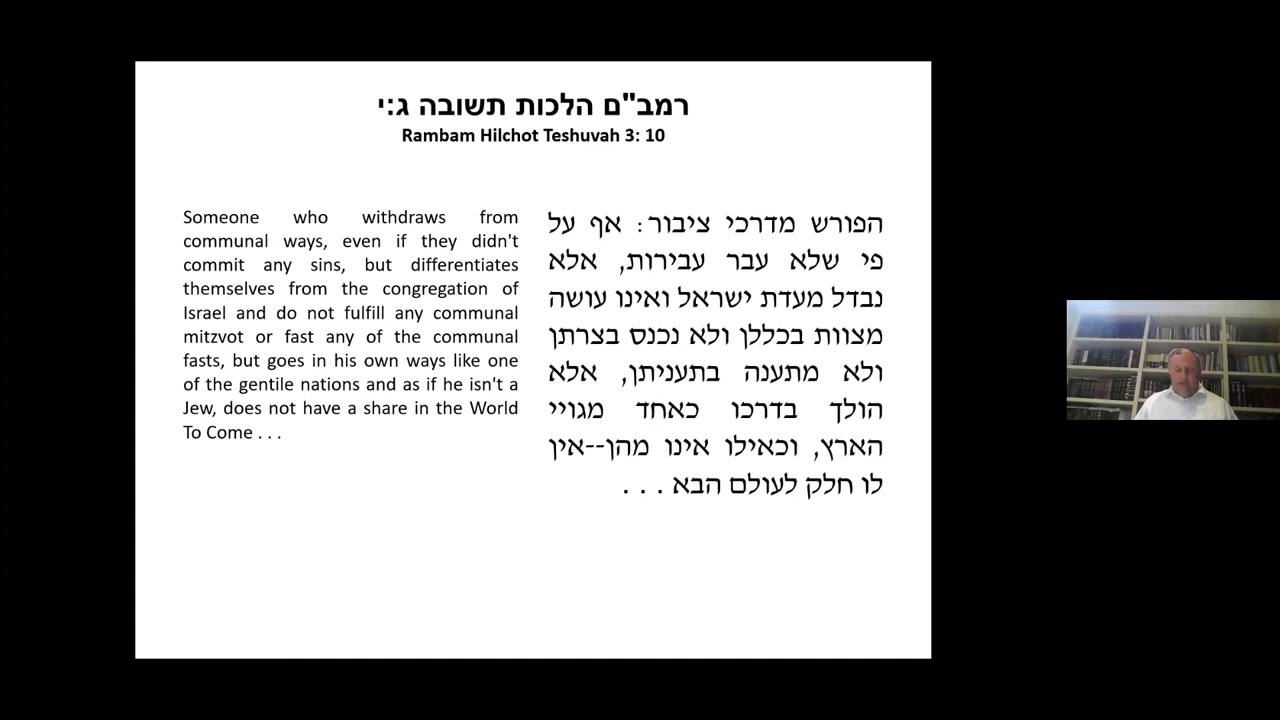 רמב"ם הלכות תשובה ג:י
Rambam Hilchot Teshuvah 3: 10
Someone who withdraws from
communal ways, even if they didn't
commit any sins, but differentiates
themselves from the congregation of
Israel and do not fulfill any communal
mitzvot or fast any of the communal
fasts, but goes in his own ways like one
of the gentile nations and as if he isn't a
Jew, does not have a share in the World
To Come . . .
הפורש מדרכי ציבור: אף על
פי שלא עבר עבירות, אלא
נבדל מעדת ישראל ואינו עושה
מצוות בכללן ולא נכנס בצרתן
ולא מתענה בתעניתן, אלא
הולך בדרכו כאחד מגויי
הארץ, וכאילו אינו מהן--אין
לו חלק לעולם הבא . . .